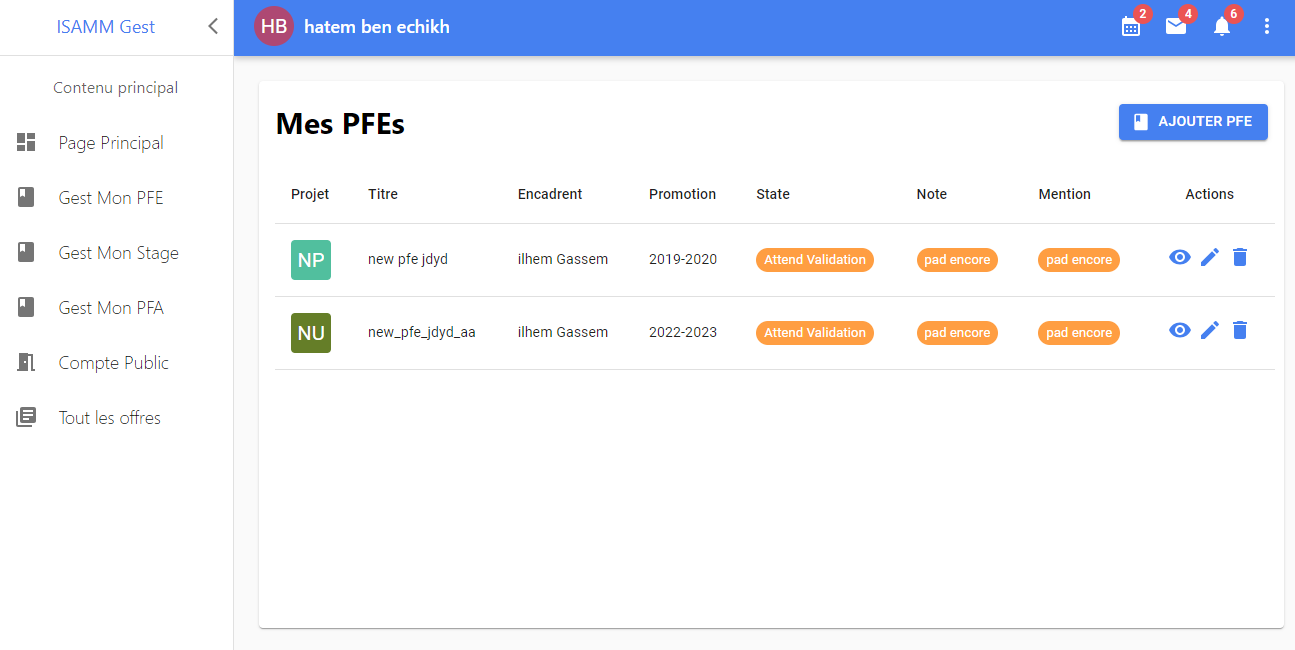 ISAMM Gest
HB hatem ben echikh 2 4 6
Contenu principal
Page Principal
Gest Mon PFE
Gest Mon Stage
Gest Mon PFA
Compte Public
Tout les offres
Mes PFEs
AJOUTER PFE
Projet Titre Encadrent Promotion State Note Mention Actions
NP new pfe jdyd ilhem Gassem 2019-2020 Attend Validation pad encore pad encore
NU new_pfe_jdyd_aa ilhem Gassem 2022-2023 Attend Validation pad encore pad encore